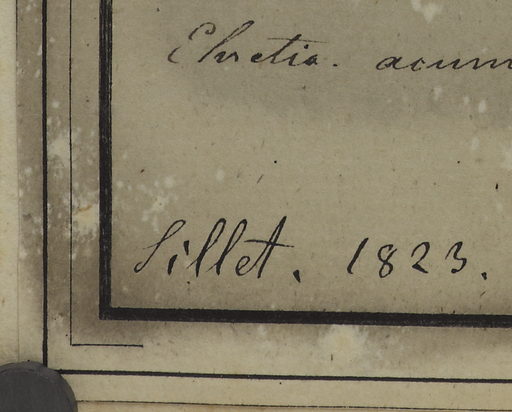 Ehretia. acum
Sillet. 1823.